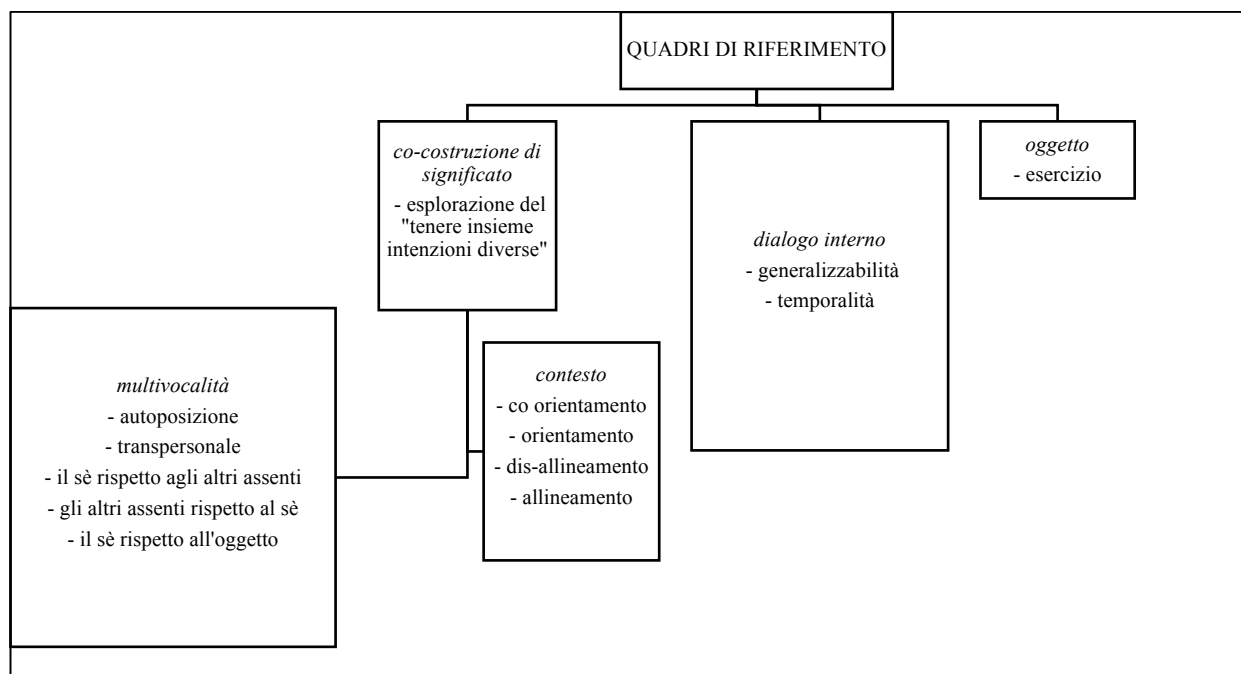 QUADRI DI RIFERIMENTO
co-costruzione di
significato
- esplorazione del
"tenere insieme
intenzioni diverse"
dialogo interno
- generalizzabilità
- temporalità
oggetto
- esercizio
multivocalità
- autoposizione
- transpersonale
- il sè rispetto agli altri assenti
- gli altri assenti rispetto al sè
- il sè rispetto all'oggetto
contesto
- co orientamento
- orientamento
- dis-allineamento
- allineamento